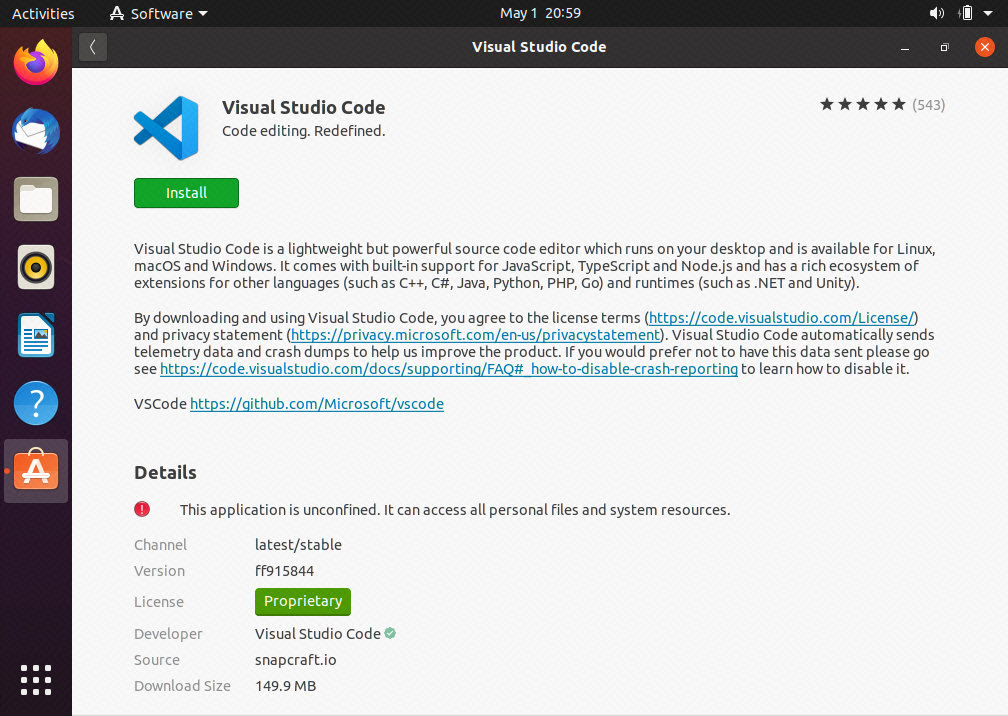 Activities Software May 1 20:59
Visual Studio Code
Visual Studio Code
(543)
Code editing. Redefined.
Install
Visual Studio Code is a lightweight but powerful source code editor which runs on your desktop and is available for Linux,
macOS and Windows. It comes with built-in support for JavaScript, TypeScript and Node.js and has a rich ecosystem of
extensions for other languages (such as C++, C#, Java, Python, PHP, Go) and runtimes (such as .NET and Unity).
By downloading and using Visual Studio Code, you agree to the license terms (https://code.visualstudio.com/License/)
and privacy statement (https://privacy.microsoft.com/en-us/privacystatement). Visual Studio Code automatically sends
telemetry data and crash dumps to help us improve the product. If you would prefer not to have this data sent please go
see https://code.visualstudio.com/docs/supporting/FAQ#_how-to-disable-crash-reporting to learn how to disable it.
VSCode https://github.com/Microsoft/vscode
Details
This application is unconfined. It can access all personal files and system resources.
Channel latest/stable
Version ff915844
License Proprietary
Developer Visual Studio Code
Source snapcraft.io
Download Size 149.9 MB